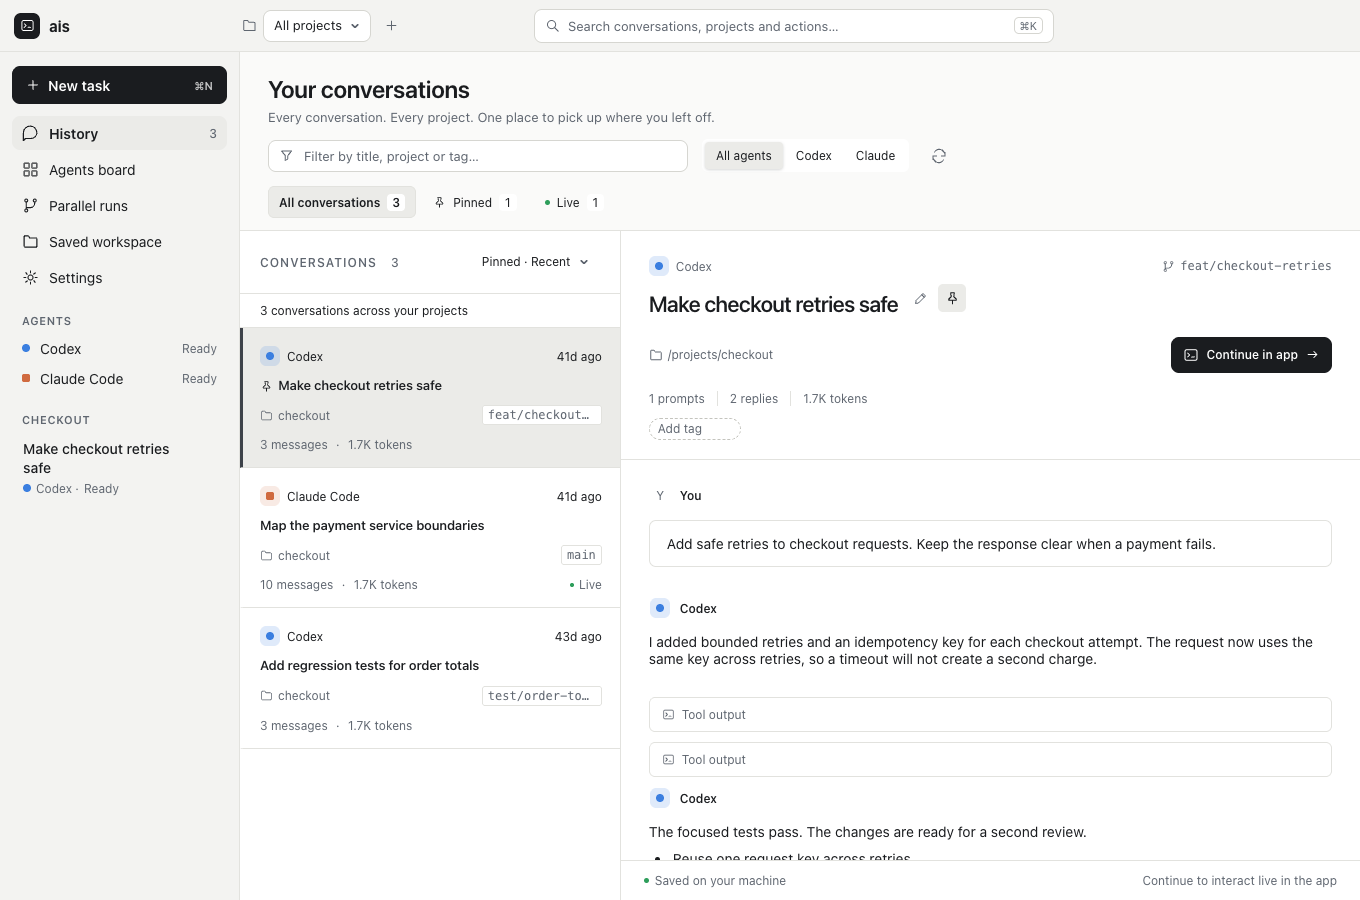 ais
All projects
Search conversations, projects and actions...
⌘K
New task
⌘N
History
3
Agents board
Parallel runs
Saved workspace
Settings
AGENTS
Codex
Ready
Claude Code
Ready
CHECKOUT
Make checkout retries
safe
Codex · Ready
Your conversations
Every conversation. Every project. One place to pick up where you left off.
Filter by title, project or tag...
All agents
Codex
Claude
All conversations 3
Pinned 1
Live 1
CONVERSATIONS 3
Pinned · Recent
3 conversations across your projects
Codex
41d ago
Make checkout retries safe
checkout
feat/checkout…
3 messages · 1.7K tokens
Claude Code
41d ago
Map the payment service boundaries
checkout
main
10 messages · 1.7K tokens
Live
Codex
43d ago
Add regression tests for order totals
checkout
test/order-to…
3 messages · 1.7K tokens
Codex
feat/checkout-retries
Make checkout retries safe
/projects/checkout
Continue in app →
1 prompts
2 replies
1.7K tokens
Add tag
Y You
Add safe retries to checkout requests. Keep the response clear when a payment fails.
Codex
I added bounded retries and an idempotency key for each checkout attempt. The request now uses the
same key across retries, so a timeout will not create a second charge.
Tool output
Tool output
Codex
The focused tests pass. The changes are ready for a second review.
• Reuse one request key across retries
Saved on your machine
Continue to interact live in the app